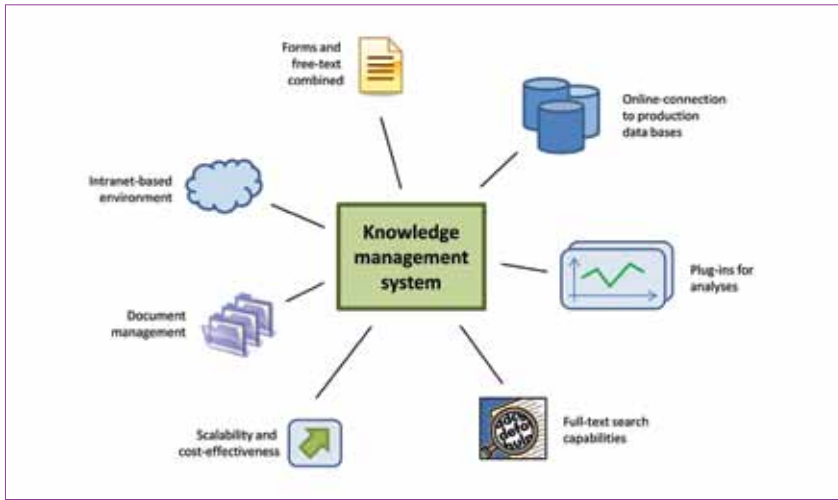 Forms and
free-text
combined
Online-connection
to production
data bases
Intranet-based
environment
Knowledge
management
system
Plug-ins for
analyses
Document
management
Scalability and
cost-effectiveness
Full-text search
capabilities